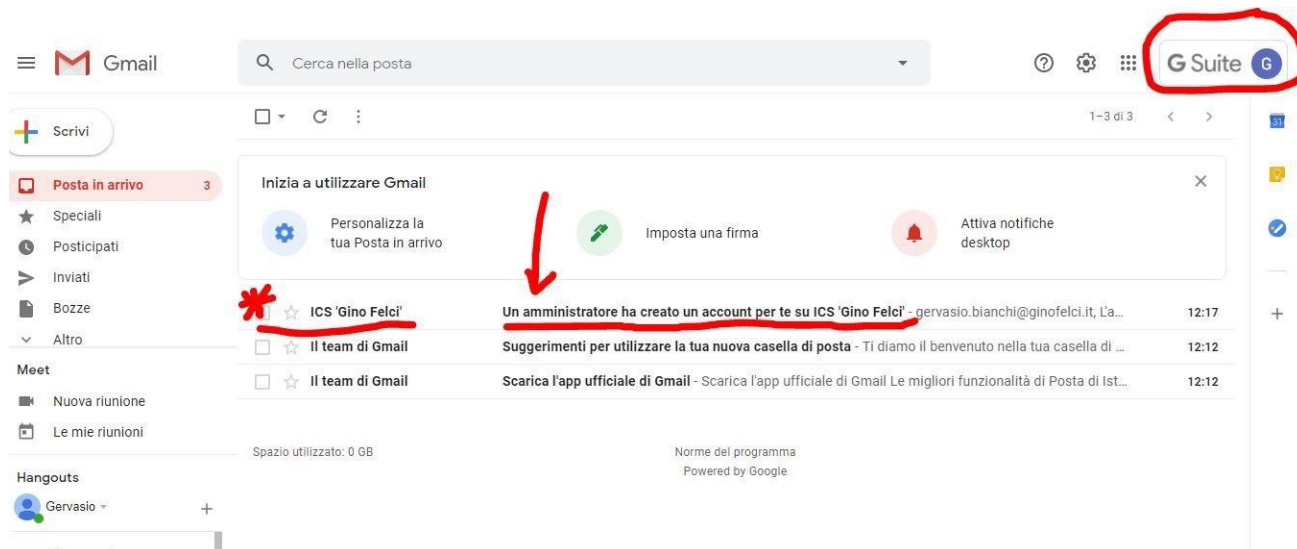 Gmail
Cerca nella posta
G Suite G
Scrivi
1–3 di 3
31
Posta in arrivo 3
Speciali
Posticipati
Inviati
Bozze
Altro
Meet
Nuova riunione
Le mie riunioni
Hangouts
Gervasio
Inizia a utilizzare Gmail
Personalizza la
tua Posta in arrivo
Imposta una firma
Attiva notifiche
desktop
ICS 'Gino Felci' Un amministratore ha creato un account per te su ICS 'Gino Felci' - gervasio.bianchi@ginofelci.it, L'a... 12:17
Il team di Gmail Suggerimenti per utilizzare la tua nuova casella di posta - Ti diamo il benvenuto nella tua casella di ... 12:12
Il team di Gmail Scarica l'app ufficiale di Gmail - Scarica l'app ufficiale di Gmail Le migliori funzionalità di Posta di Ist... 12:12
Spazio utilizzato: 0 GB
Norme del programma
Powered by Google